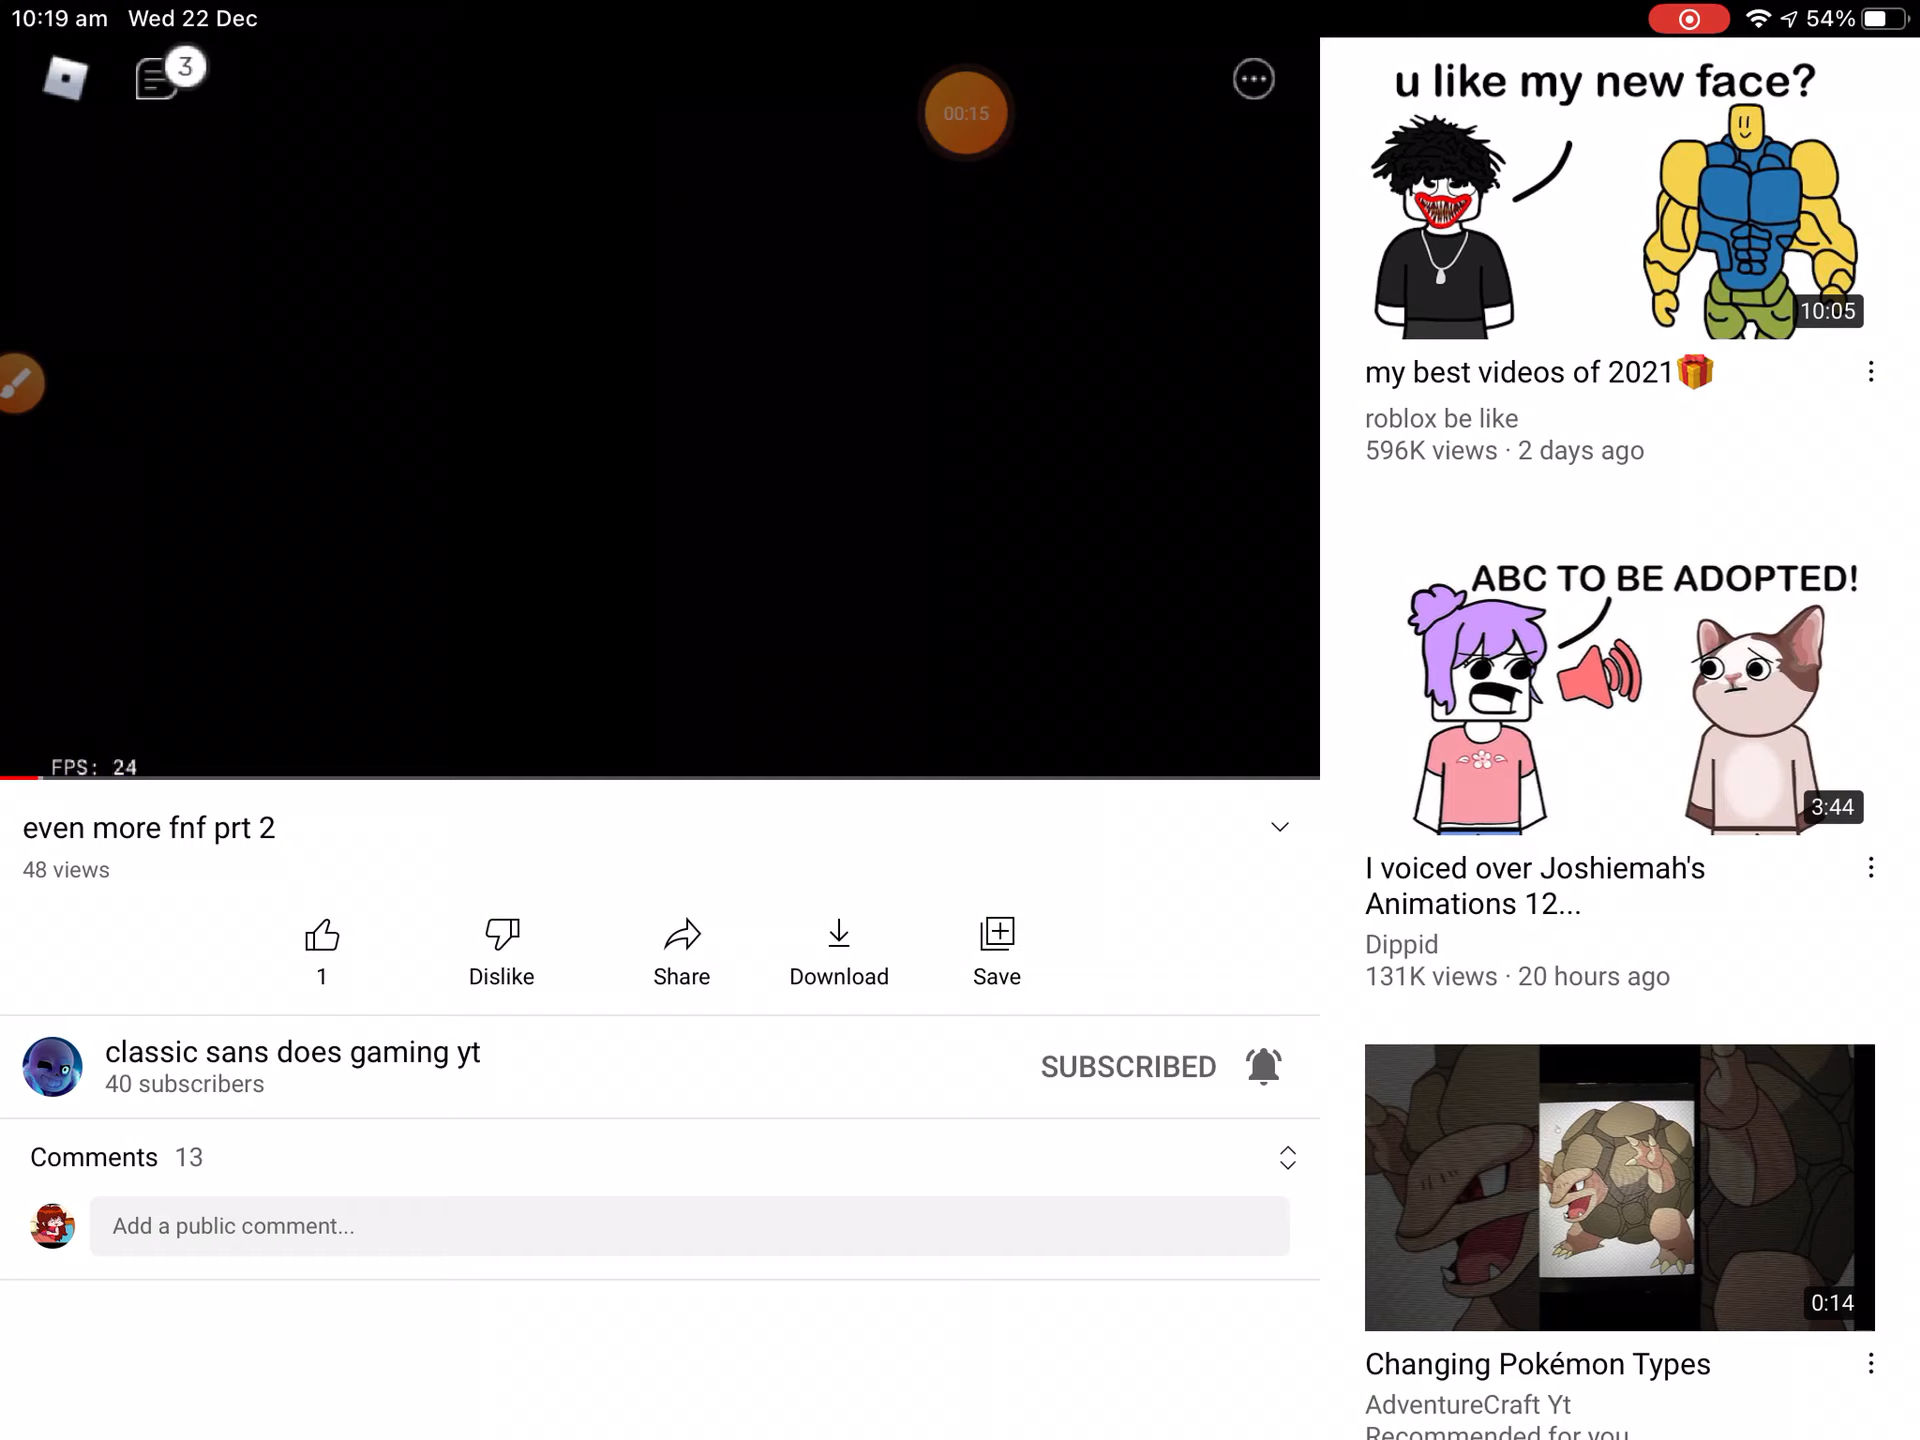 10:19 am Wed 22 Dec
54%
3
00:15
FPS: 24
even more fnf prt 2
48 views
1
Dislike
Share
Download
Save
classic sans does gaming yt
40 subscribers
SUBSCRIBED
Comments 13
Add a public comment...
u like my new face?
10:05
my best videos of 2021🎁
roblox be like
596K views · 2 days ago
ABC TO BE ADOPTED!
3:44
I voiced over Joshiemah's
Animations 12...
Dippid
131K views · 20 hours ago
0:14
Changing Pokémon Types
AdventureCraft Yt
Recommended for you